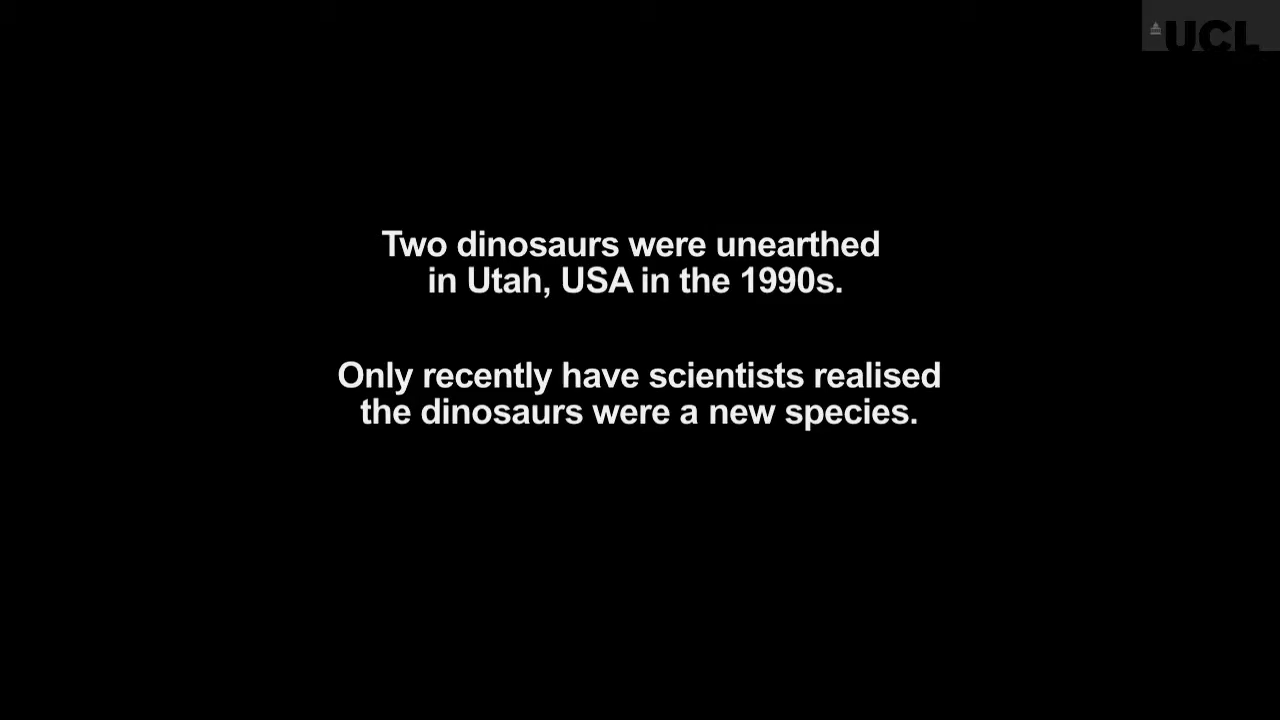 UCL
Two dinosaurs were unearthed
in Utah, USA in the 1990s.
Only recently have scientists realised
the dinosaurs were a new species.